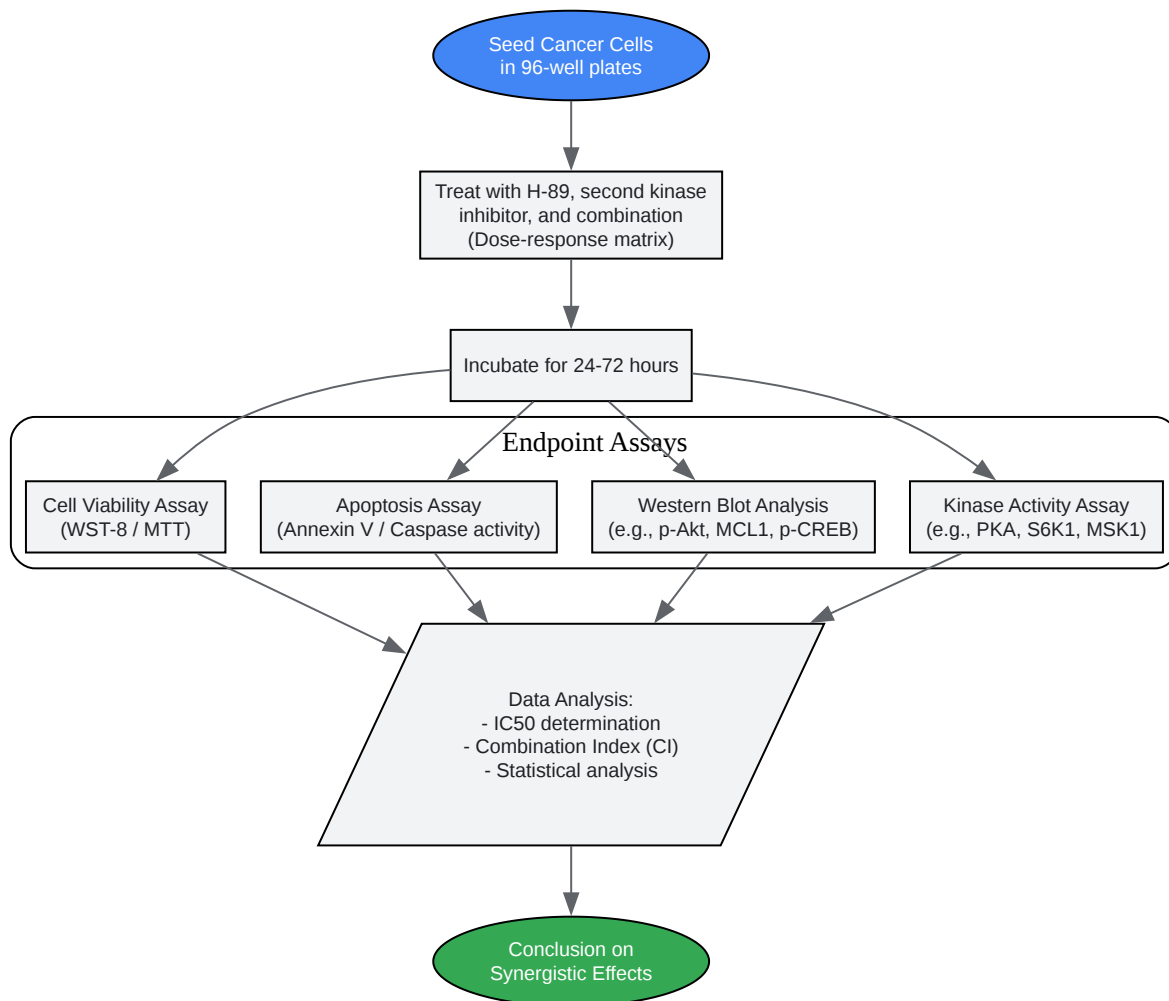 Seed Cancer Cells
in 96-well plates
Treat with H-89, second kinase
inhibitor, and combination
(Dose-response matrix)
Incubate for 24-72 hours
Endpoint Assays
Cell Viability Assay
(WST-8 / MTT)
Apoptosis Assay
(Annexin V / Caspase activity)
Western Blot Analysis
(e.g., p-Akt, MCL1, p-CREB)
Kinase Activity Assay
(e.g., PKA, S6K1, MSK1)
Data Analysis:
- IC50 determination
- Combination Index (CI)
- Statistical analysis
Conclusion on
Synergistic Effects